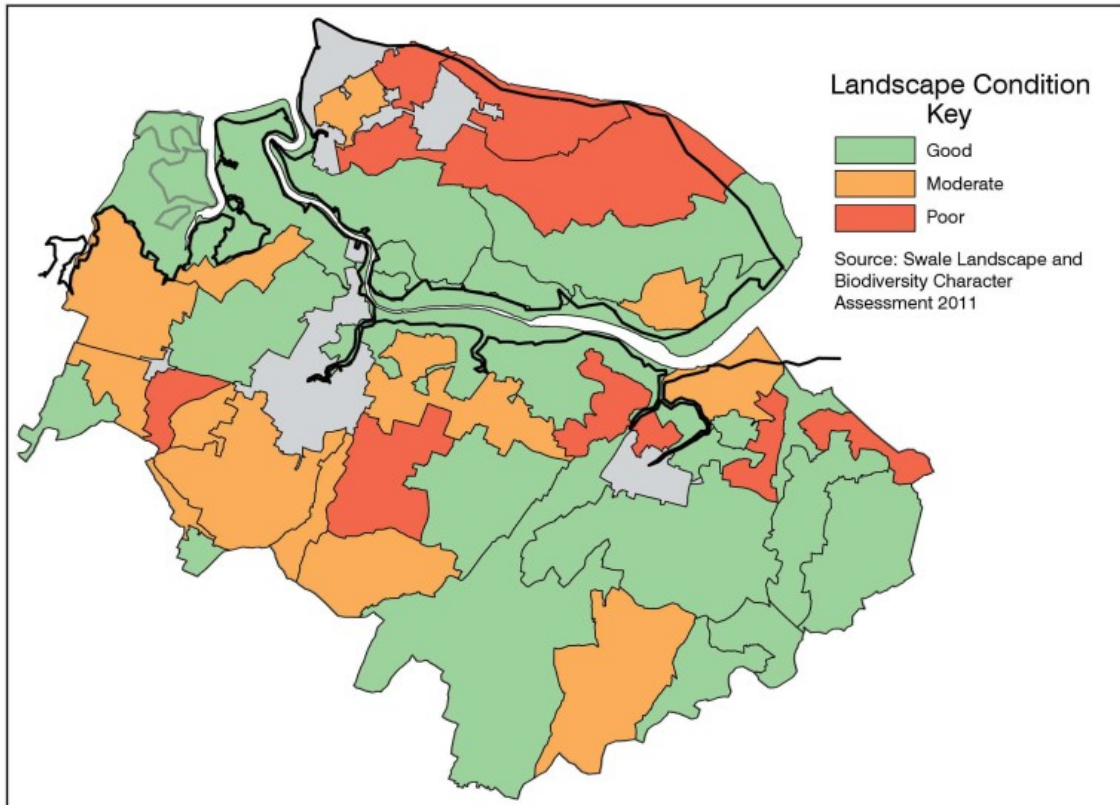 Landscape Condition
Key
Good
Moderate
Poor
Source: Swale Landscape and
Biodiversity Character
Assessment 2011